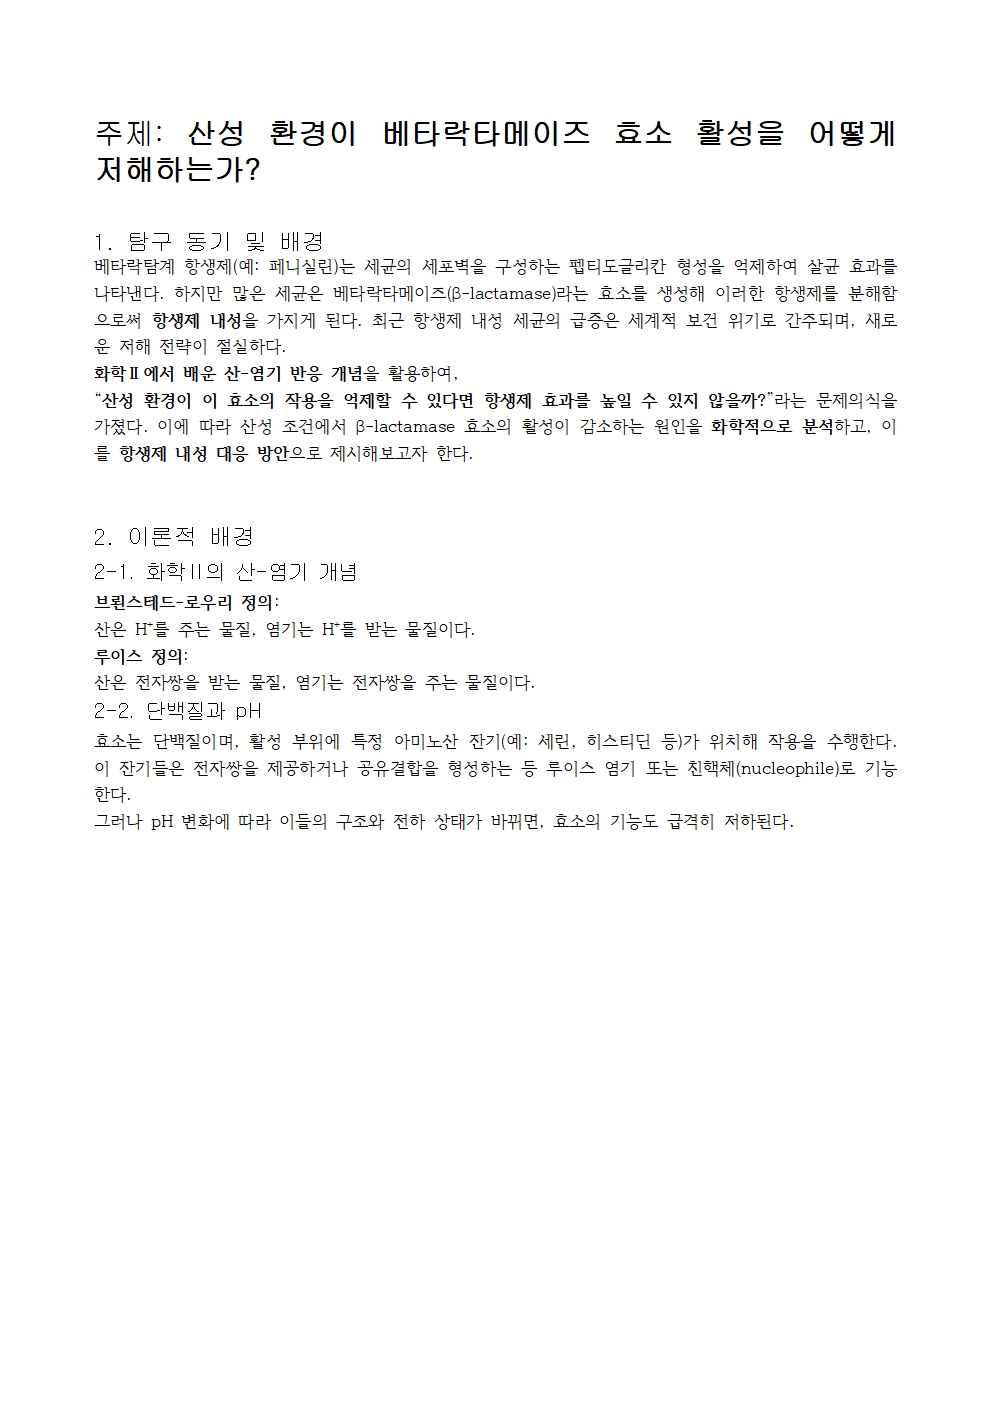 주제: 산성 환경이 베타락타메이즈 효소 활성을 어떻게
저해하는가?
1. 탐구 동기 및 배경
베타락탐계 항생제(예: 페니실린)는 세균의 세포벽을 구성하는 펩티도글리칸 형성을 억제하여 살균 효과를
나타낸다. 하지만 많은 세균은 베타락타메이즈(β-lactamase)라는 효소를 생성해 이러한 항생제를 분해함
으로써 항생제 내성을 가지게 된다. 최근 항생제 내성 세균의 급증은 세계적 보건 위기로 간주되며, 새로
운 저해 전략이 절실하다.
화학Ⅱ에서 배운 산-염기 반응 개념을 활용하여,
“산성 환경이 이 효소의 작용을 억제할 수 있다면 항생제 효과를 높일 수 있지 않을까?”라는 문제의식을
가졌다. 이에 따라 산성 조건에서 β-lactamase 효소의 활성이 감소하는 원인을 화학적으로 분석하고, 이
를 항생제 내성 대응 방안으로 제시해보고자 한다.
2. 이론적 배경
2-1. 화학Ⅱ의 산-염기 개념
브뢴스테드-로우리 정의:
산은 H⁺를 주는 물질, 염기는 H⁺를 받는 물질이다.
루이스 정의:
산은 전자쌍을 받는 물질, 염기는 전자쌍을 주는 물질이다.
2-2. 단백질과 pH
효소는 단백질이며, 활성 부위에 특정 아미노산 잔기(예: 세린, 히스티딘 등)가 위치해 작용을 수행한다.
이 잔기들은 전자쌍을 제공하거나 공유결합을 형성하는 등 루이스 염기 또는 친핵체(nucleophile)로 기능
한다.
그러나 pH 변화에 따라 이들의 구조와 전하 상태가 바뀌면, 효소의 기능도 급격히 저하된다.